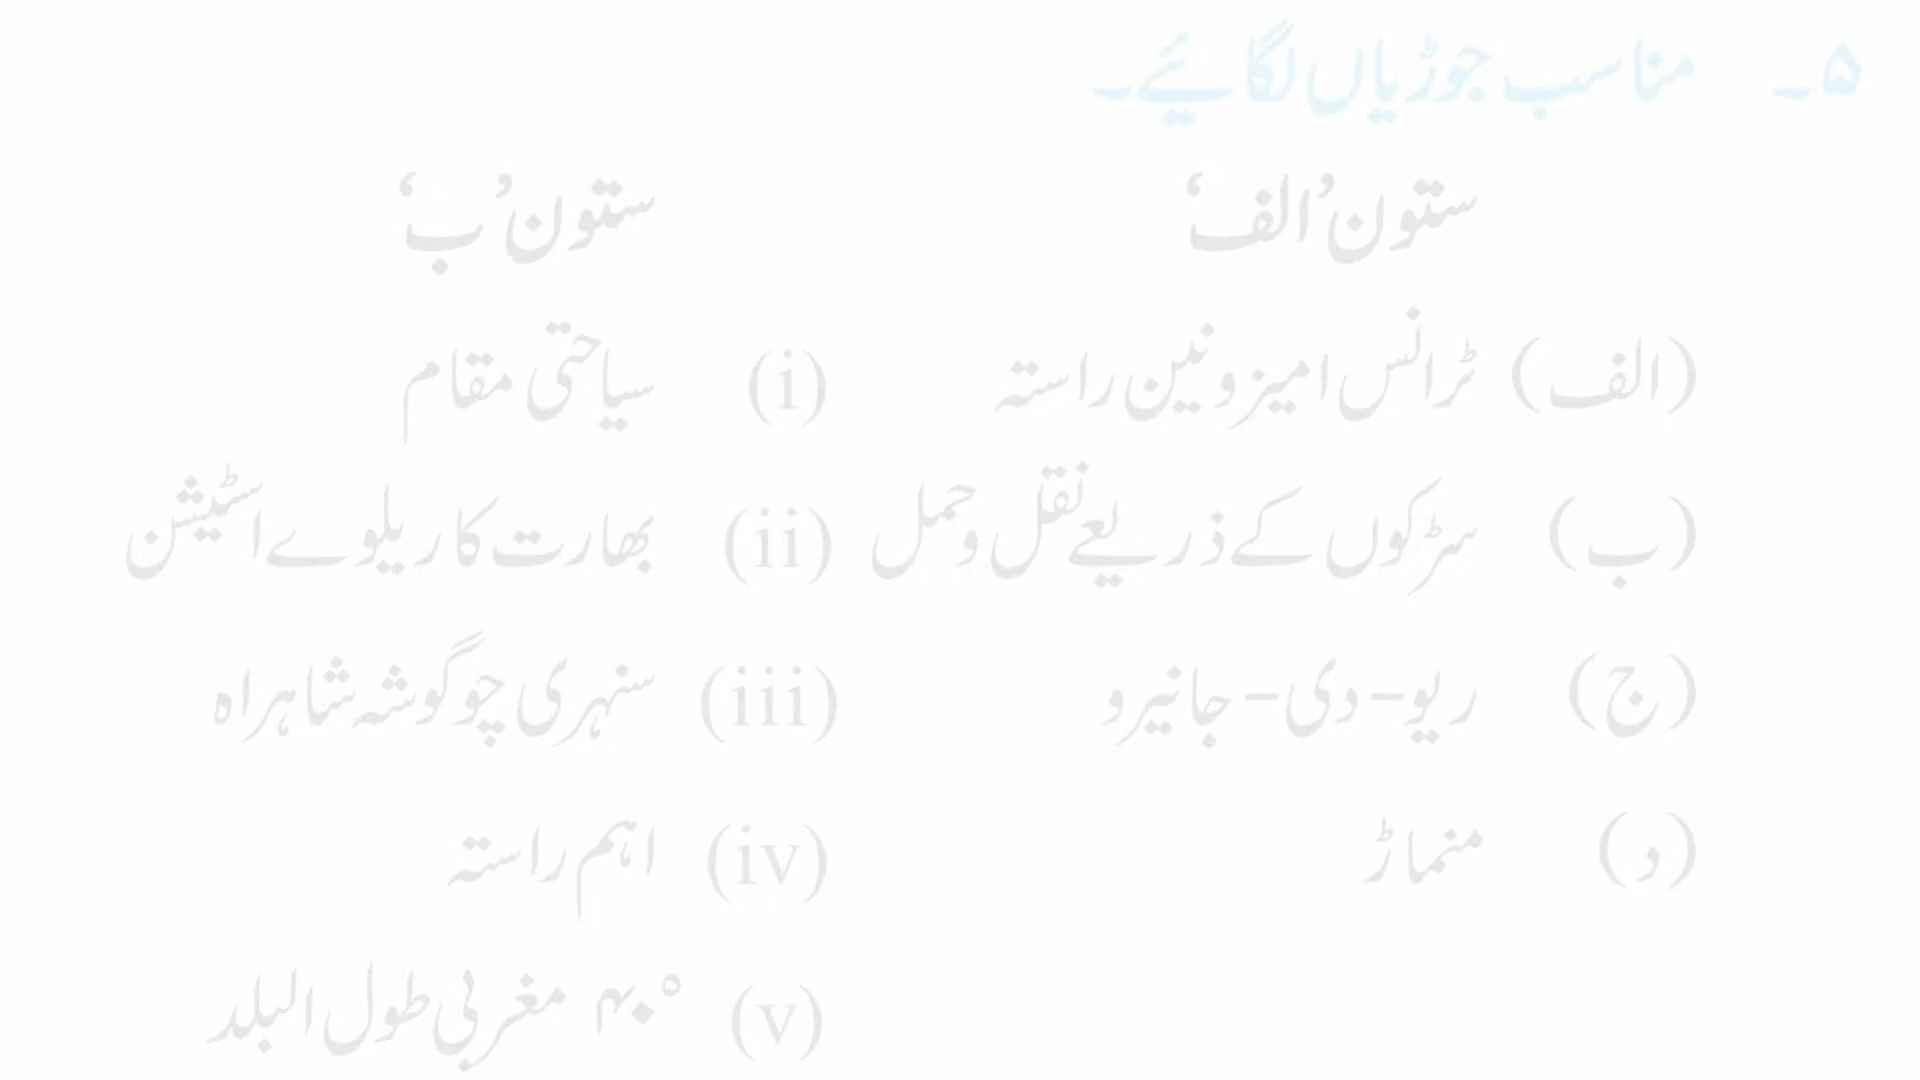 ۵۔ مناسب جوڑیاں لگائیے۔
ستون ’الف‘ ستون ’ب‘
(الف) ٹرانس امیزونین راستہ (i) سیاحتی مقام
(ب) سڑکوں کے ذریعے نقل و حمل (ii) بھارت کا ریلوے اسٹیشن
(ج) ریو-دی-جانیرو (iii) سنہری چوگوشہ شاہراہ
(د) منماڑ (iv) اہم راستہ
(v) ۴۰° مغربی طول البلد